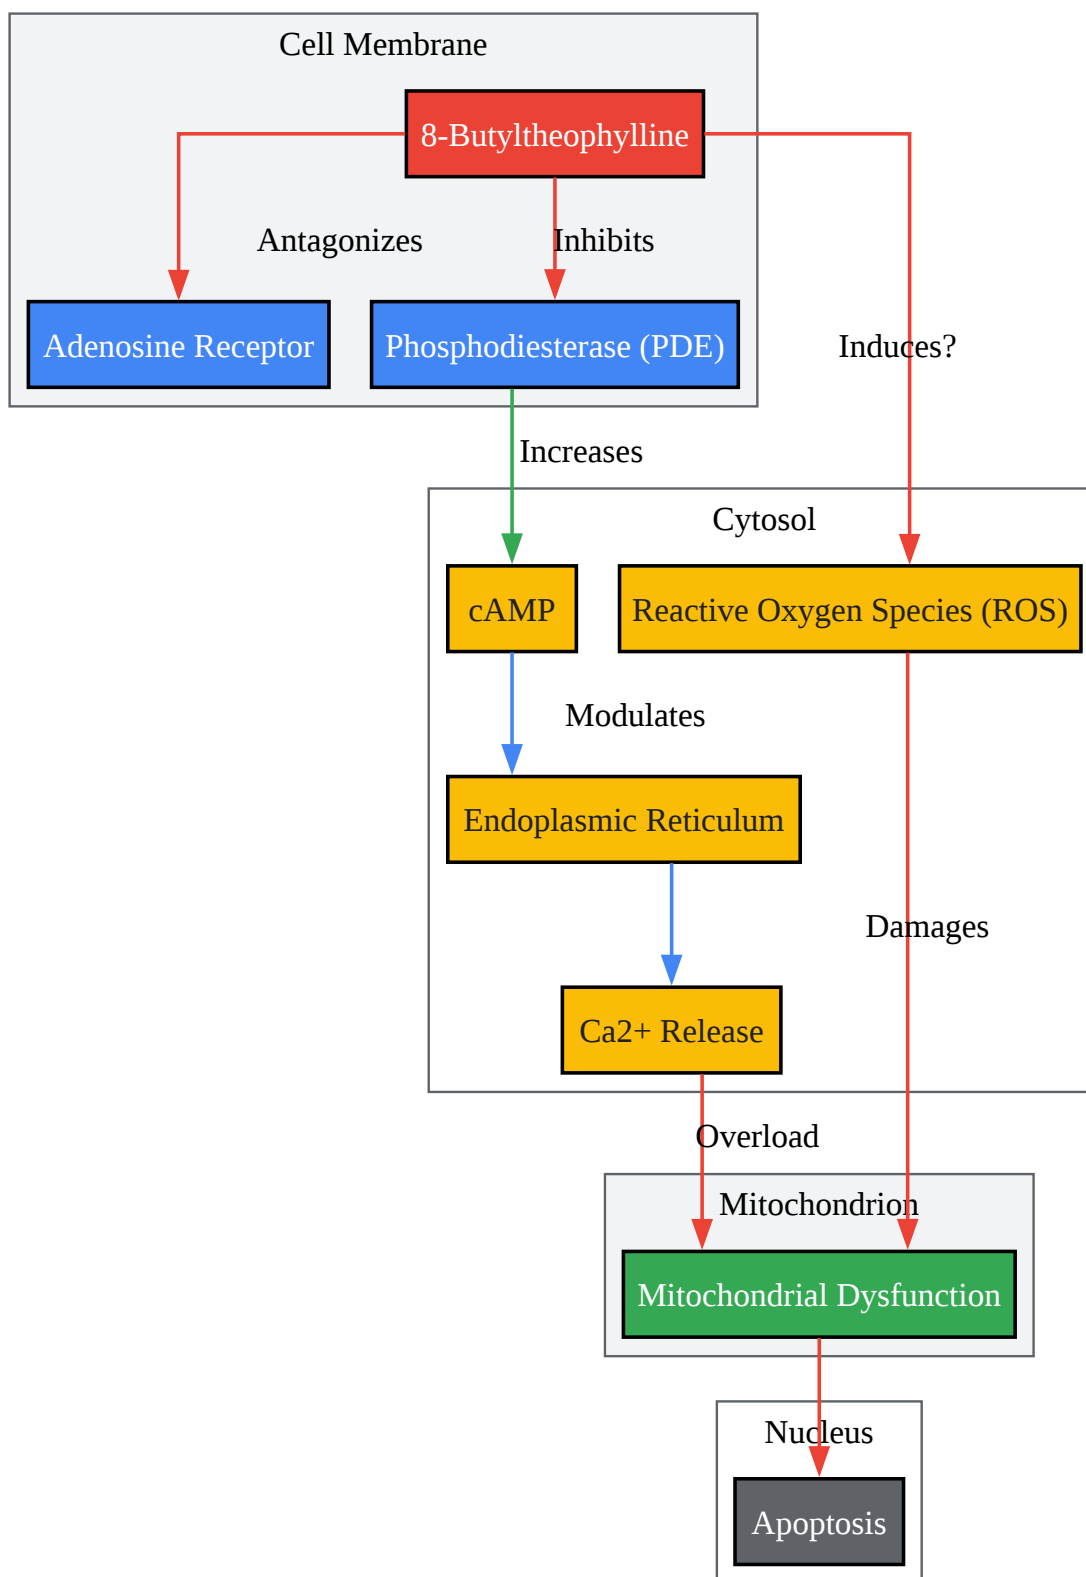 Cell Membrane
8-Butyltheophylline
Antagonizes
Inhibits
Adenosine Receptor
Phosphodiesterase (PDE)
Induces?
Increases
Cytosol
cAMP
Reactive Oxygen Species (ROS)
Modulates
Endoplasmic Reticulum
Damages
Ca2+ Release
Overload
Mitochondrion
Mitochondrial Dysfunction
Nucleus
Apoptosis